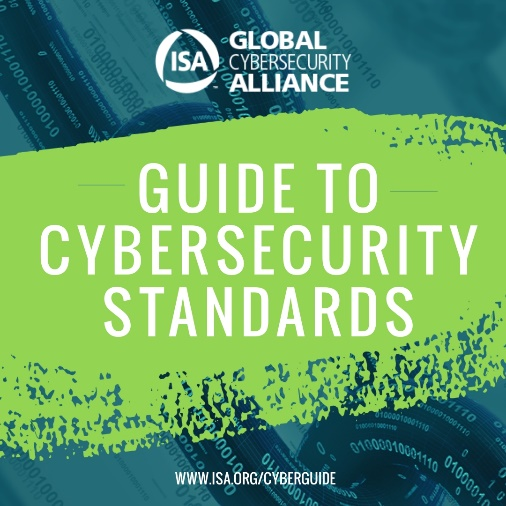 ISA
GLOBAL
CYBERSECURITY
ALLIANCE
GUIDE TO
CYBERSECURITY
STANDARDS
WWW.ISA.ORG/CYBERGUIDE